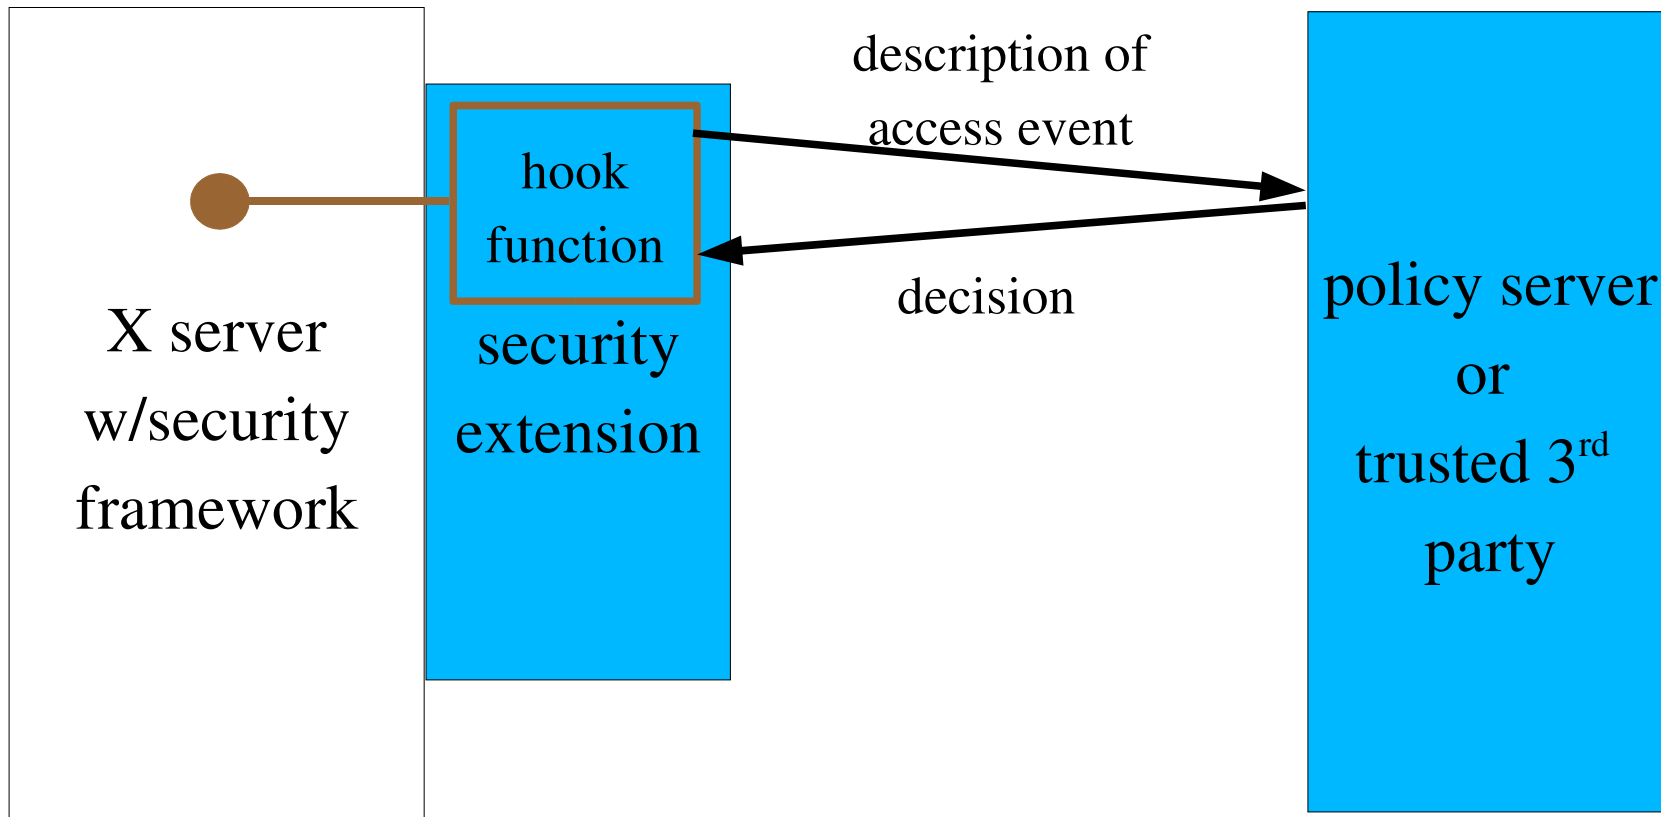 description of
access event
hook
function
decision
X server
w/security
framework
security
extension
policy server
or
trusted 3rd
party